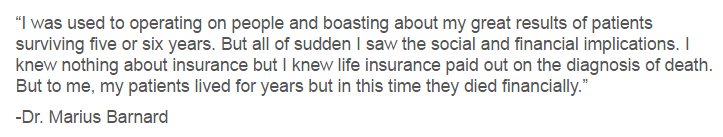 “I was used to operating on people and boasting about my great results of patients
surviving five or six years. But all of sudden I saw the social and financial implications. I
knew nothing about insurance but I knew life insurance paid out on the diagnosis of death.
But to me, my patients lived for years but in this time they died financially.”
-Dr. Marius Barnard